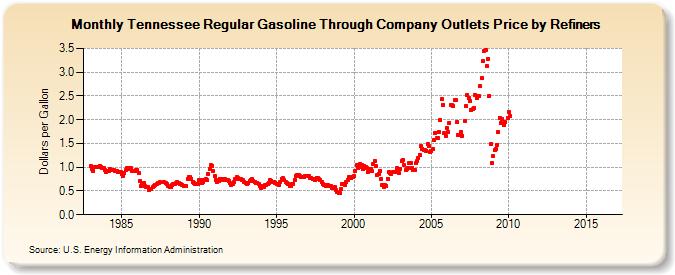 Monthly Tennessee Regular Gasoline Through Company Outlets Price by Refiners
Dollars per Gallon
3.5
3.0
2.5
2.0
1.5
1.0
0.5
0.0
1985 1990 1995 2000 2005 2010 2015
Source: U.S. Energy Information Administration